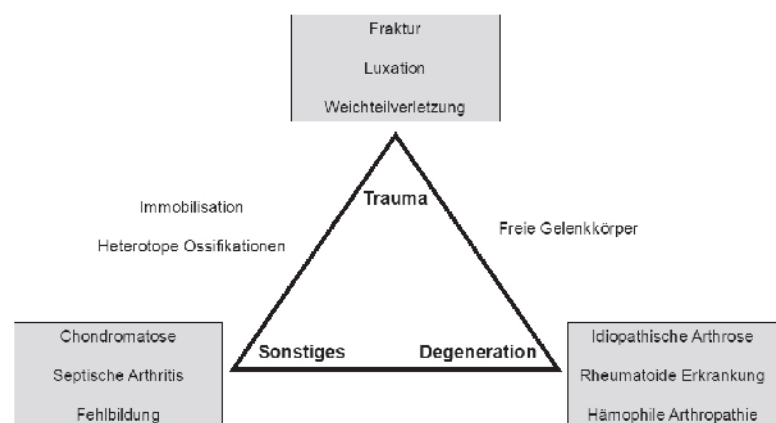 Fraktur
Luxation
Weichteilverletzung
Trauma
Immobilisation
Heterotope Ossifikationen
Freie Gelenkkörper
Sonstiges
Degeneration
Chondromatose
Septische Arthritis
Fehlbildung
Idiopathische Arthrose
Rheumatoide Erkrankung
Hämophile Arthropathie